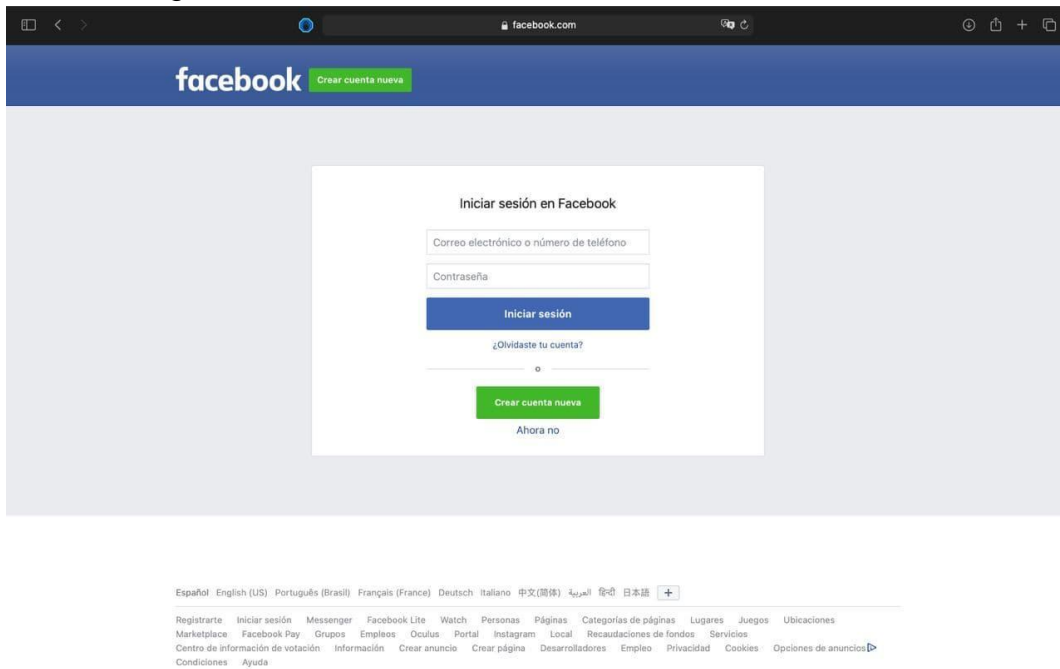 facebook.com
facebook Crear cuenta nueva
Iniciar sesión en Facebook
Correo electrónico o número de teléfono
Contraseña
Iniciar sesión
¿Olvidaste tu cuenta?
o
Crear cuenta nueva
Ahora no
Español English (US) Português (Brasil) Français (France) Deutsch Italiano 中文(简体) العربية हिन्दी 日本語 +
Registrarte Iniciar sesión Messenger Facebook Lite Watch Personas Páginas Categorías de páginas Lugares Juegos Ubicaciones
Marketplace Facebook Pay Grupos Empleos Oculus Portal Instagram Local Recaudaciones de fondos Servicios
Centro de información de votación Información Crear anuncio Crear página Desarrolladores Empleo Privacidad Cookies Opciones de anuncios
Condiciones Ayuda